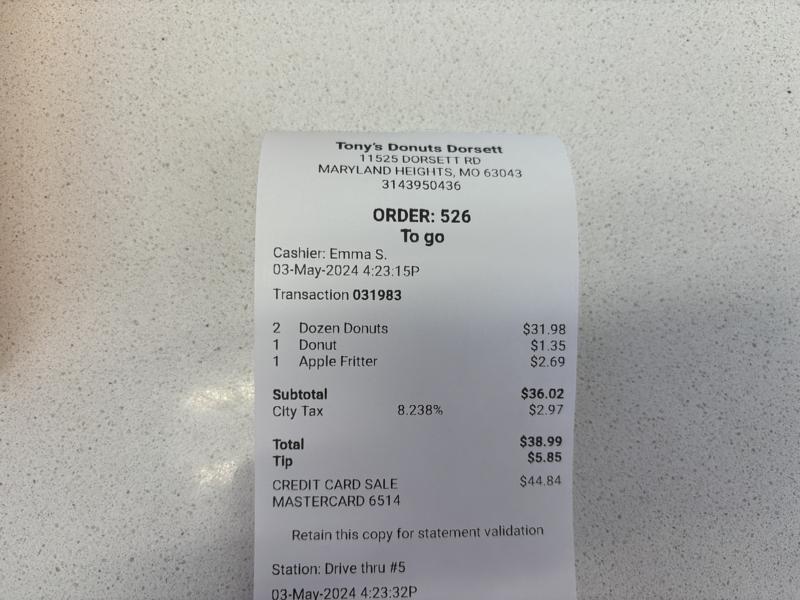 Tony's Donuts Dorsett
11525 DORSETT RD
MARYLAND HEIGHTS, MO 63043
3143950436
ORDER: 526
To go
Cashier: Emma S.
03-May-2024 4:23:15P
Transaction 031983
2 Dozen Donuts $31.98
1 Donut $1.35
1 Apple Fritter $2.69
Subtotal $36.02
City Tax 8.238% $2.97
Total $38.99
Tip $5.85
CREDIT CARD SALE $44.84
MASTERCARD 6514
Retain this copy for statement validation
Station: Drive thru #5
03-May-2024 4:23:32P